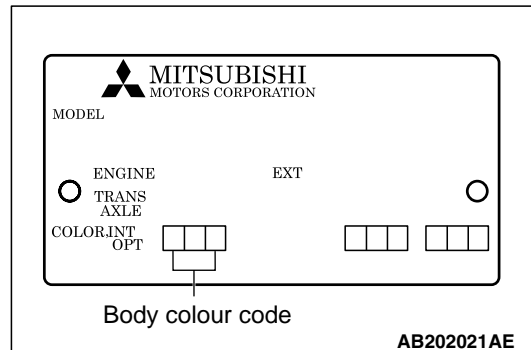 MITSUBISHI
MOTORS CORPORATION
MODEL
ENGINE EXT
TRANS
AXLE
COLOR,INT
OPT
Body colour code
AB202021AE